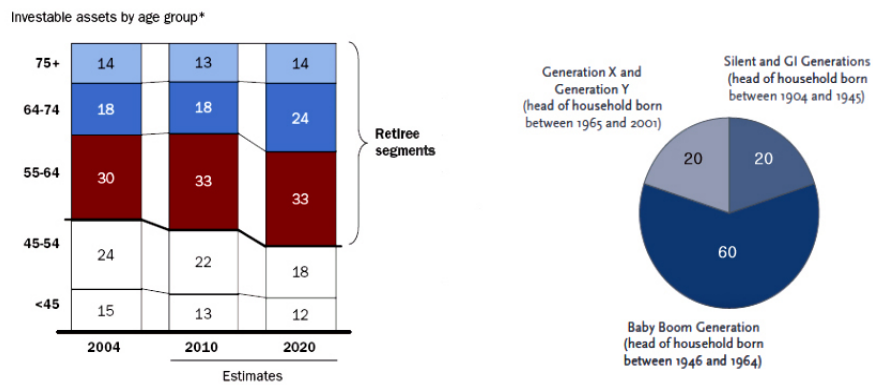 Investable assets by age group*
75+ 14 13 14
64-74 18 18 24
55-64 30 33 33
45-54 24 22 18
<45 15 13 12
2004 2010 2020
Estimates
Retiree
segments
Generation X and
Generation Y
(head of household born
between 1965 and 2001)
Silent and GI Generations
(head of household born
between 1904 and 1945)
20 20
60
Baby Boom Generation
(head of household born
between 1946 and 1964)